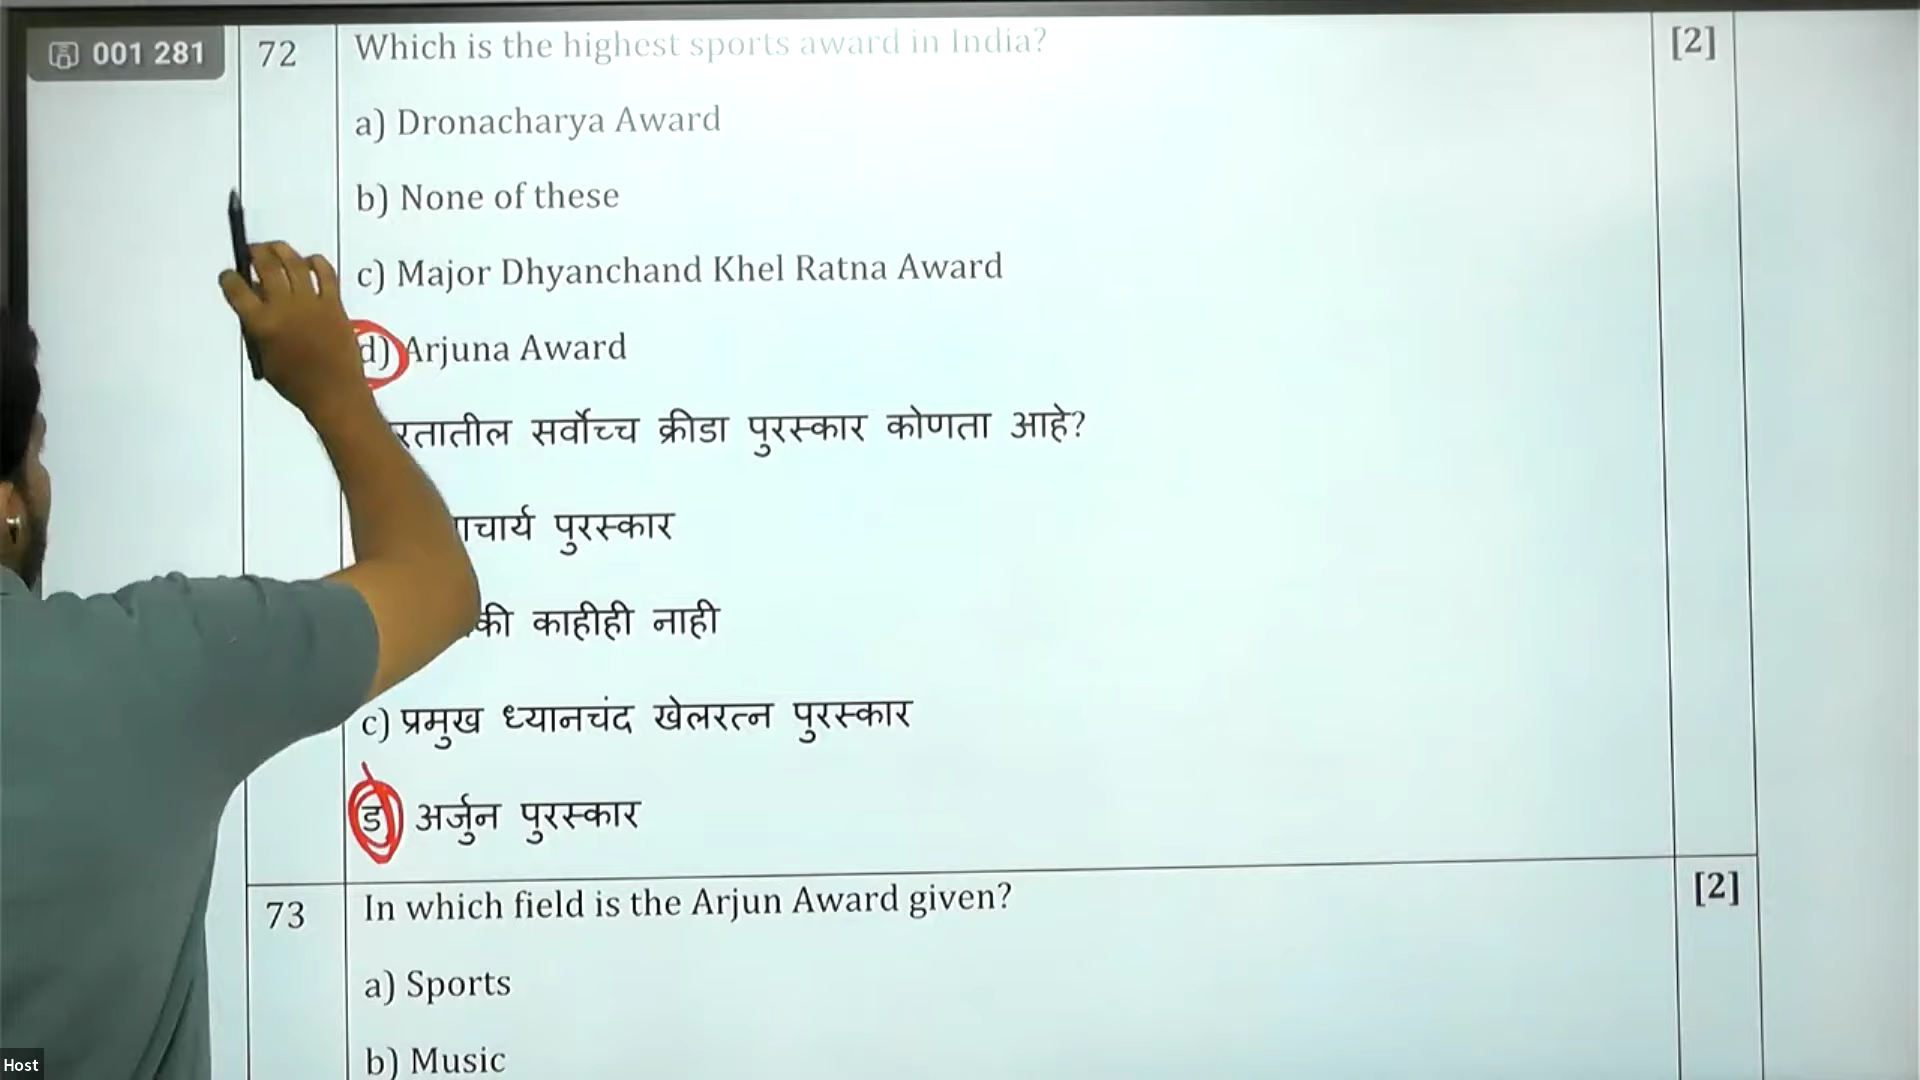 001 281
72 Which is the highest sports award in India? [2]
a) Dronacharya Award
b) None of these
c) Major Dhyanchand Khel Ratna Award
d) Arjuna Award
रतातील सर्वोच्च क्रीडा पुरस्कार कोणता आहे?
ाचार्य पुरस्कार
की काहीही नाही
c) प्रमुख ध्यानचंद खेलरत्न पुरस्कार
ड) अर्जुन पुरस्कार
73 In which field is the Arjun Award given? [2]
a) Sports
b) Music
Host